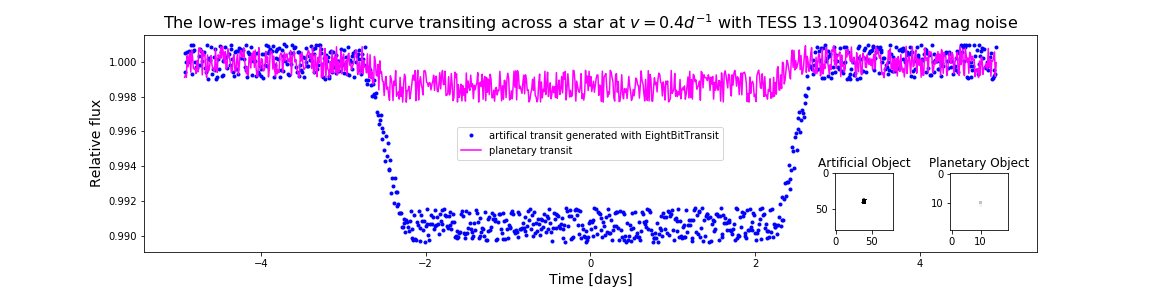 The low-res image's light curve transiting across a star at v = 0.4d⁻¹ with TESS 13.1090403642 mag noise
Relative flux
1.000
0.998
0.996
0.994
0.992
0.990
artifical transit generated with EightBitTransit
planetary transit
Artificial Object
0
50
0 50
Planetary Object
0
10
0 10
−4 −2 0 2 4
Time [days]